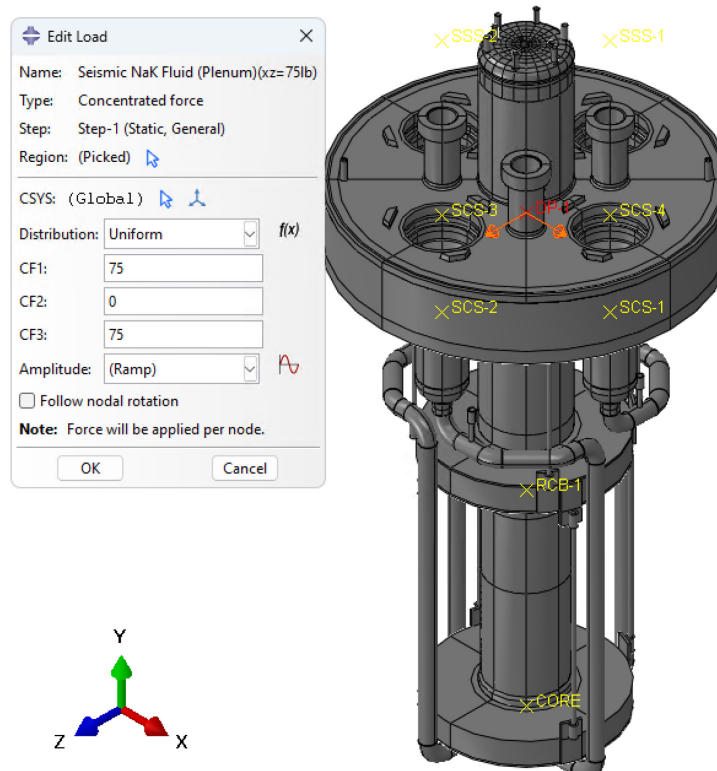 Edit Load
Name: Seismic NaK Fluid (Plenum)(xz=75lb)
Type: Concentrated force
Step: Step-1 (Static, General)
Region: (Picked)
CSYS: (Global)
Distribution: Uniform f(x)
CF1: 75
CF2: 0
CF3: 75
Amplitude: (Ramp)
Follow nodal rotation
Note: Force will be applied per node.
OK Cancel
SSS-2 SSS-1
SCS-3 SCS-4
SCS-2 SCS-1
RCB-1
CORE
Y
Z X